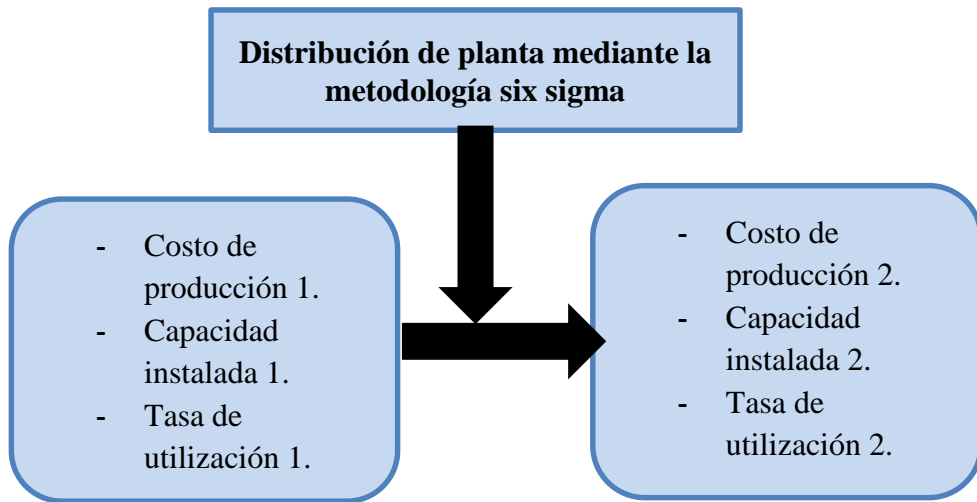 Distribución de planta mediante la
metodología six sigma
- Costo de
producción 1.
- Capacidad
instalada 1.
- Tasa de
utilización 1.
- Costo de
producción 2.
- Capacidad
instalada 2.
- Tasa de
utilización 2.